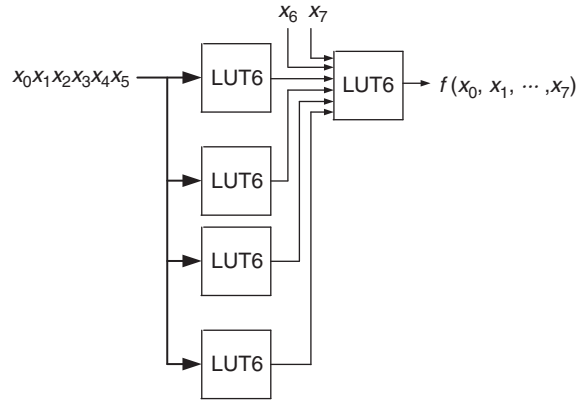 x₆ x₇
x₀x₁x₂x₃x₄x₅
LUT6
LUT6
f(x₀, x₁, ··· ,x₇)
LUT6
LUT6
LUT6